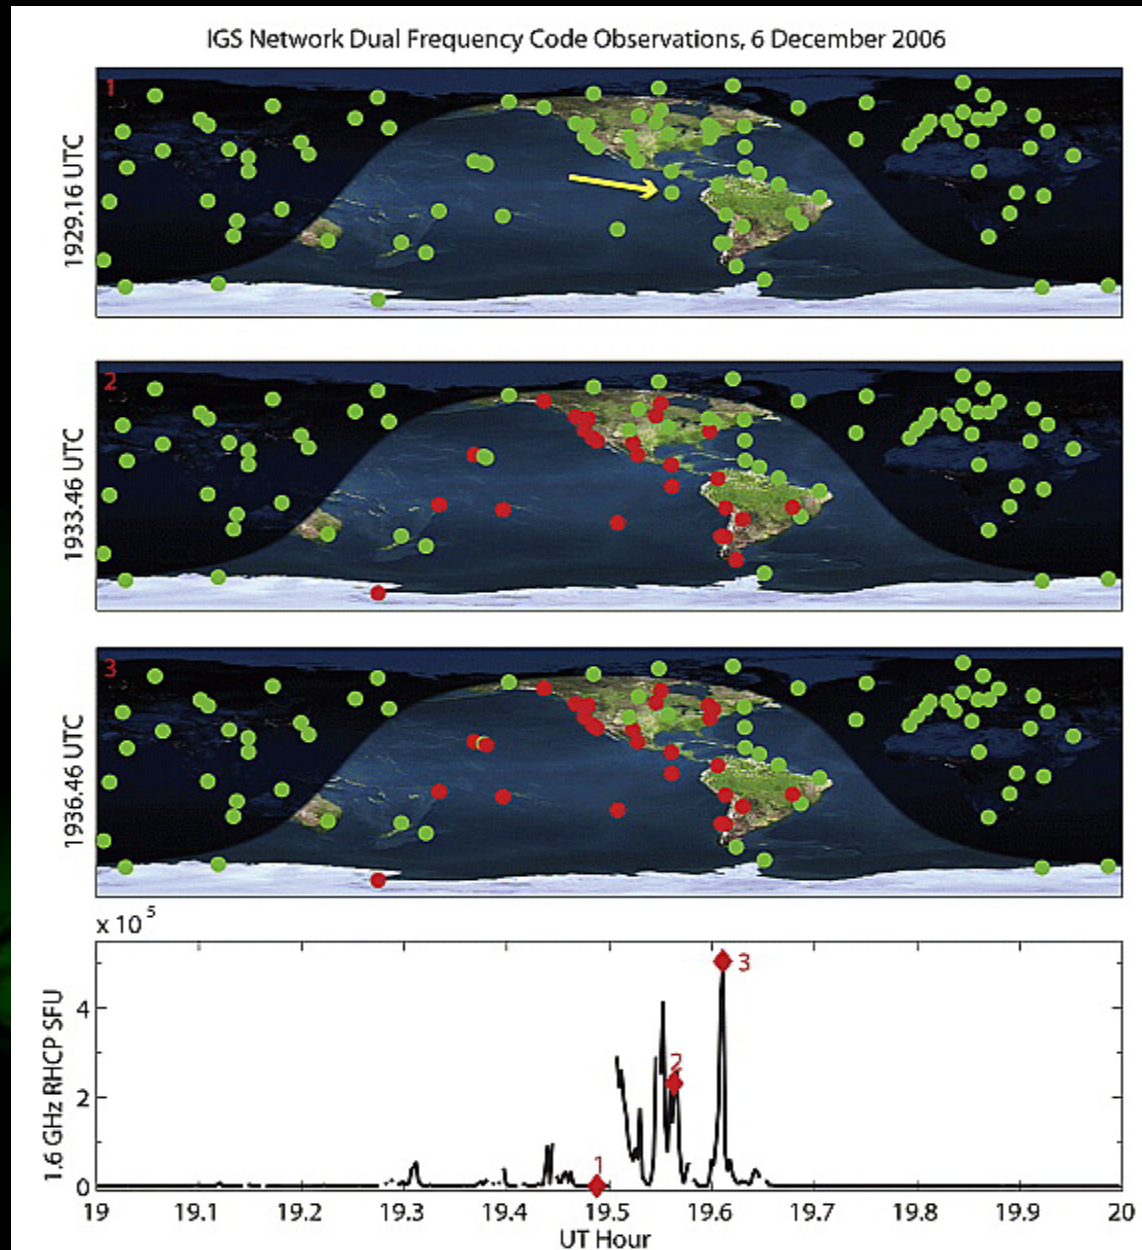 IGS Network Dual Frequency Code Observations, 6 December 2006
1
1929.16 UTC
2
1933.46 UTC
3
1936.46 UTC
x 10 5
1.6 GHz RHCP SFU
4
2
0
1
2
3
19 19.1 19.2 19.3 19.4 19.5 19.6 19.7 19.8 19.9 20
UT Hour